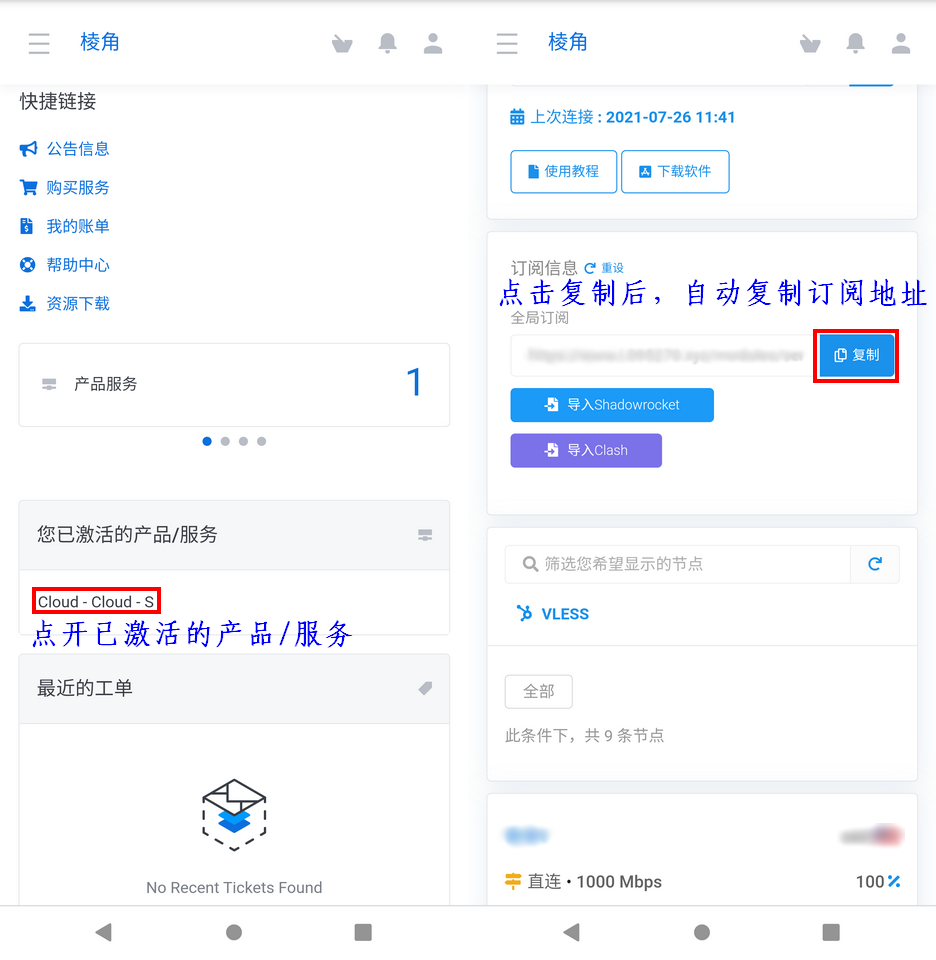 棱角
快捷链接
公告信息
购买服务
我的账单
帮助中心
资源下载
产品服务
1
您已激活的产品/服务
Cloud - Cloud - S
点开已激活的产品/服务
最近的工单
No Recent Tickets Found
棱角
上次连接 : 2021-07-26 11:41
使用教程
下载软件
订阅信息 重设
点击复制后，自动复制订阅地址
全局订阅
复制
导入Shadowrocket
导入Clash
筛选您希望显示的节点
VLESS
全部
此条件下，共 9 条节点
直连 • 1000 Mbps
100